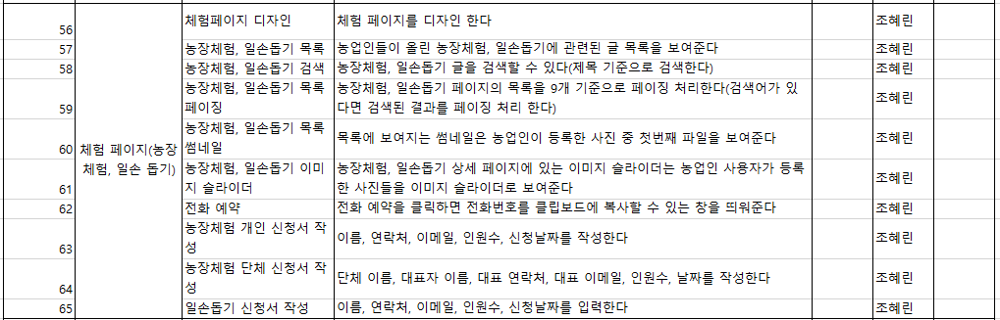 56 체험페이지 디자인 체험 페이지를 디자인 한다 조혜린
57 농장체험, 일손돕기 목록 농업인들이 올린 농장체험, 일손돕기에 관련된 글 목록을 보여준다 조혜린
58 농장체험, 일손돕기 검색 농장체험, 일손돕기 글을 검색할 수 있다(제목 기준으로 검색한다) 조혜린
농장체험, 일손돕기 목록 농장체험, 일손돕기 페이지의 목록을 9개 기준으로 페이징 처리한다(검색어가 있
59 페이징 다면 검색된 결과를 페이징 처리 한다) 조혜린
농장체험, 일손돕기 목록
60 썸네일 목록에 보여지는 썸네일은 농업인이 등록한 사진 중 첫번째 파일을 보여준다 조혜린
체험 페이지(농장
체험, 일손 돕기)
농장체험, 일손돕기 이미 농장체험, 일손돕기 상세 페이지에 있는 이미지 슬라이더는 농업인 사용자가 등록
61 지 슬라이더 한 사진들을 이미지 슬라이더로 보여준다 조혜린
62 전화 예약 전화 예약을 클릭하면 전화번호를 클립보드에 복사할 수 있는 창을 띄워준다 조혜린
농장체험 개인 신청서 작
63 성 이름, 연락처, 이메일, 인원수, 신청날짜를 작성한다 조혜린
농장체험 단체 신청서 작
64 성 단체 이름, 대표자 이름, 대표 연락처, 대표 이메일, 인원수, 날짜를 작성한다 조혜린
65 일손돕기 신청서 작성 이름, 연락처, 이메일, 인원수, 신청날짜를 입력한다 조혜린